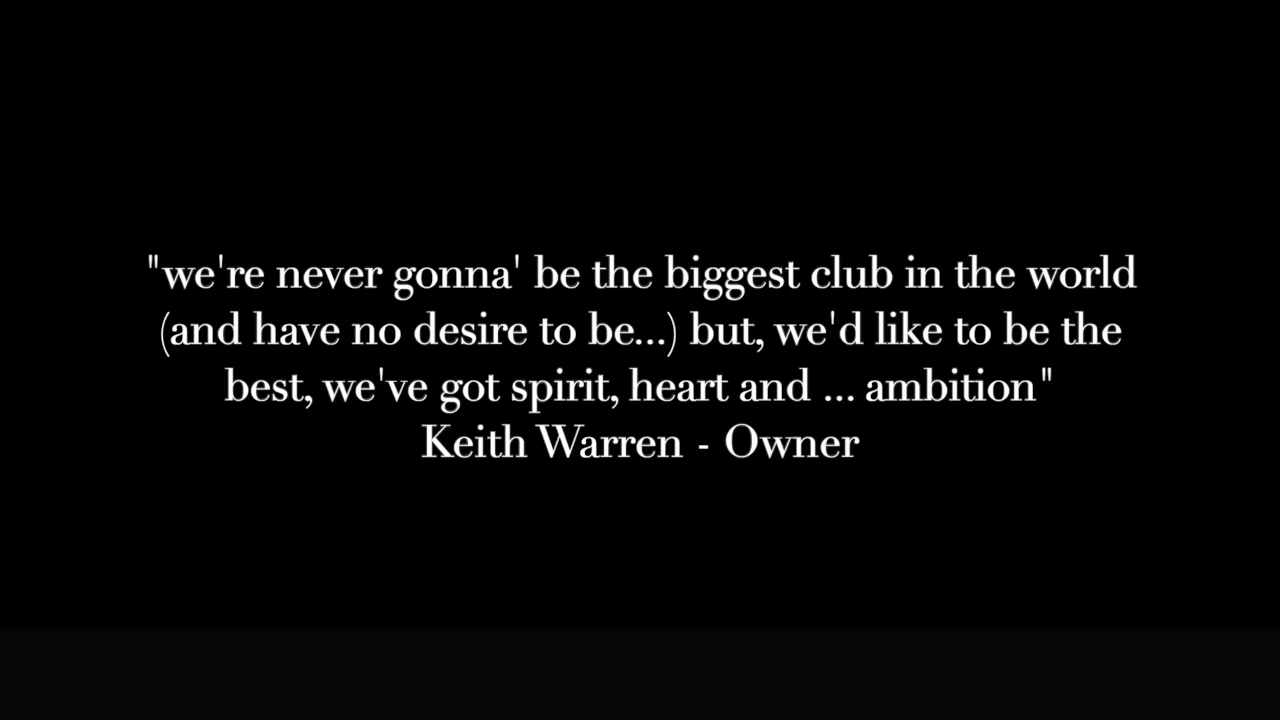 "we're never gonna' be the biggest club in the world
(and have no desire to be...) but, we'd like to be the
best, we've got spirit, heart and ... ambition"
Keith Warren - Owner